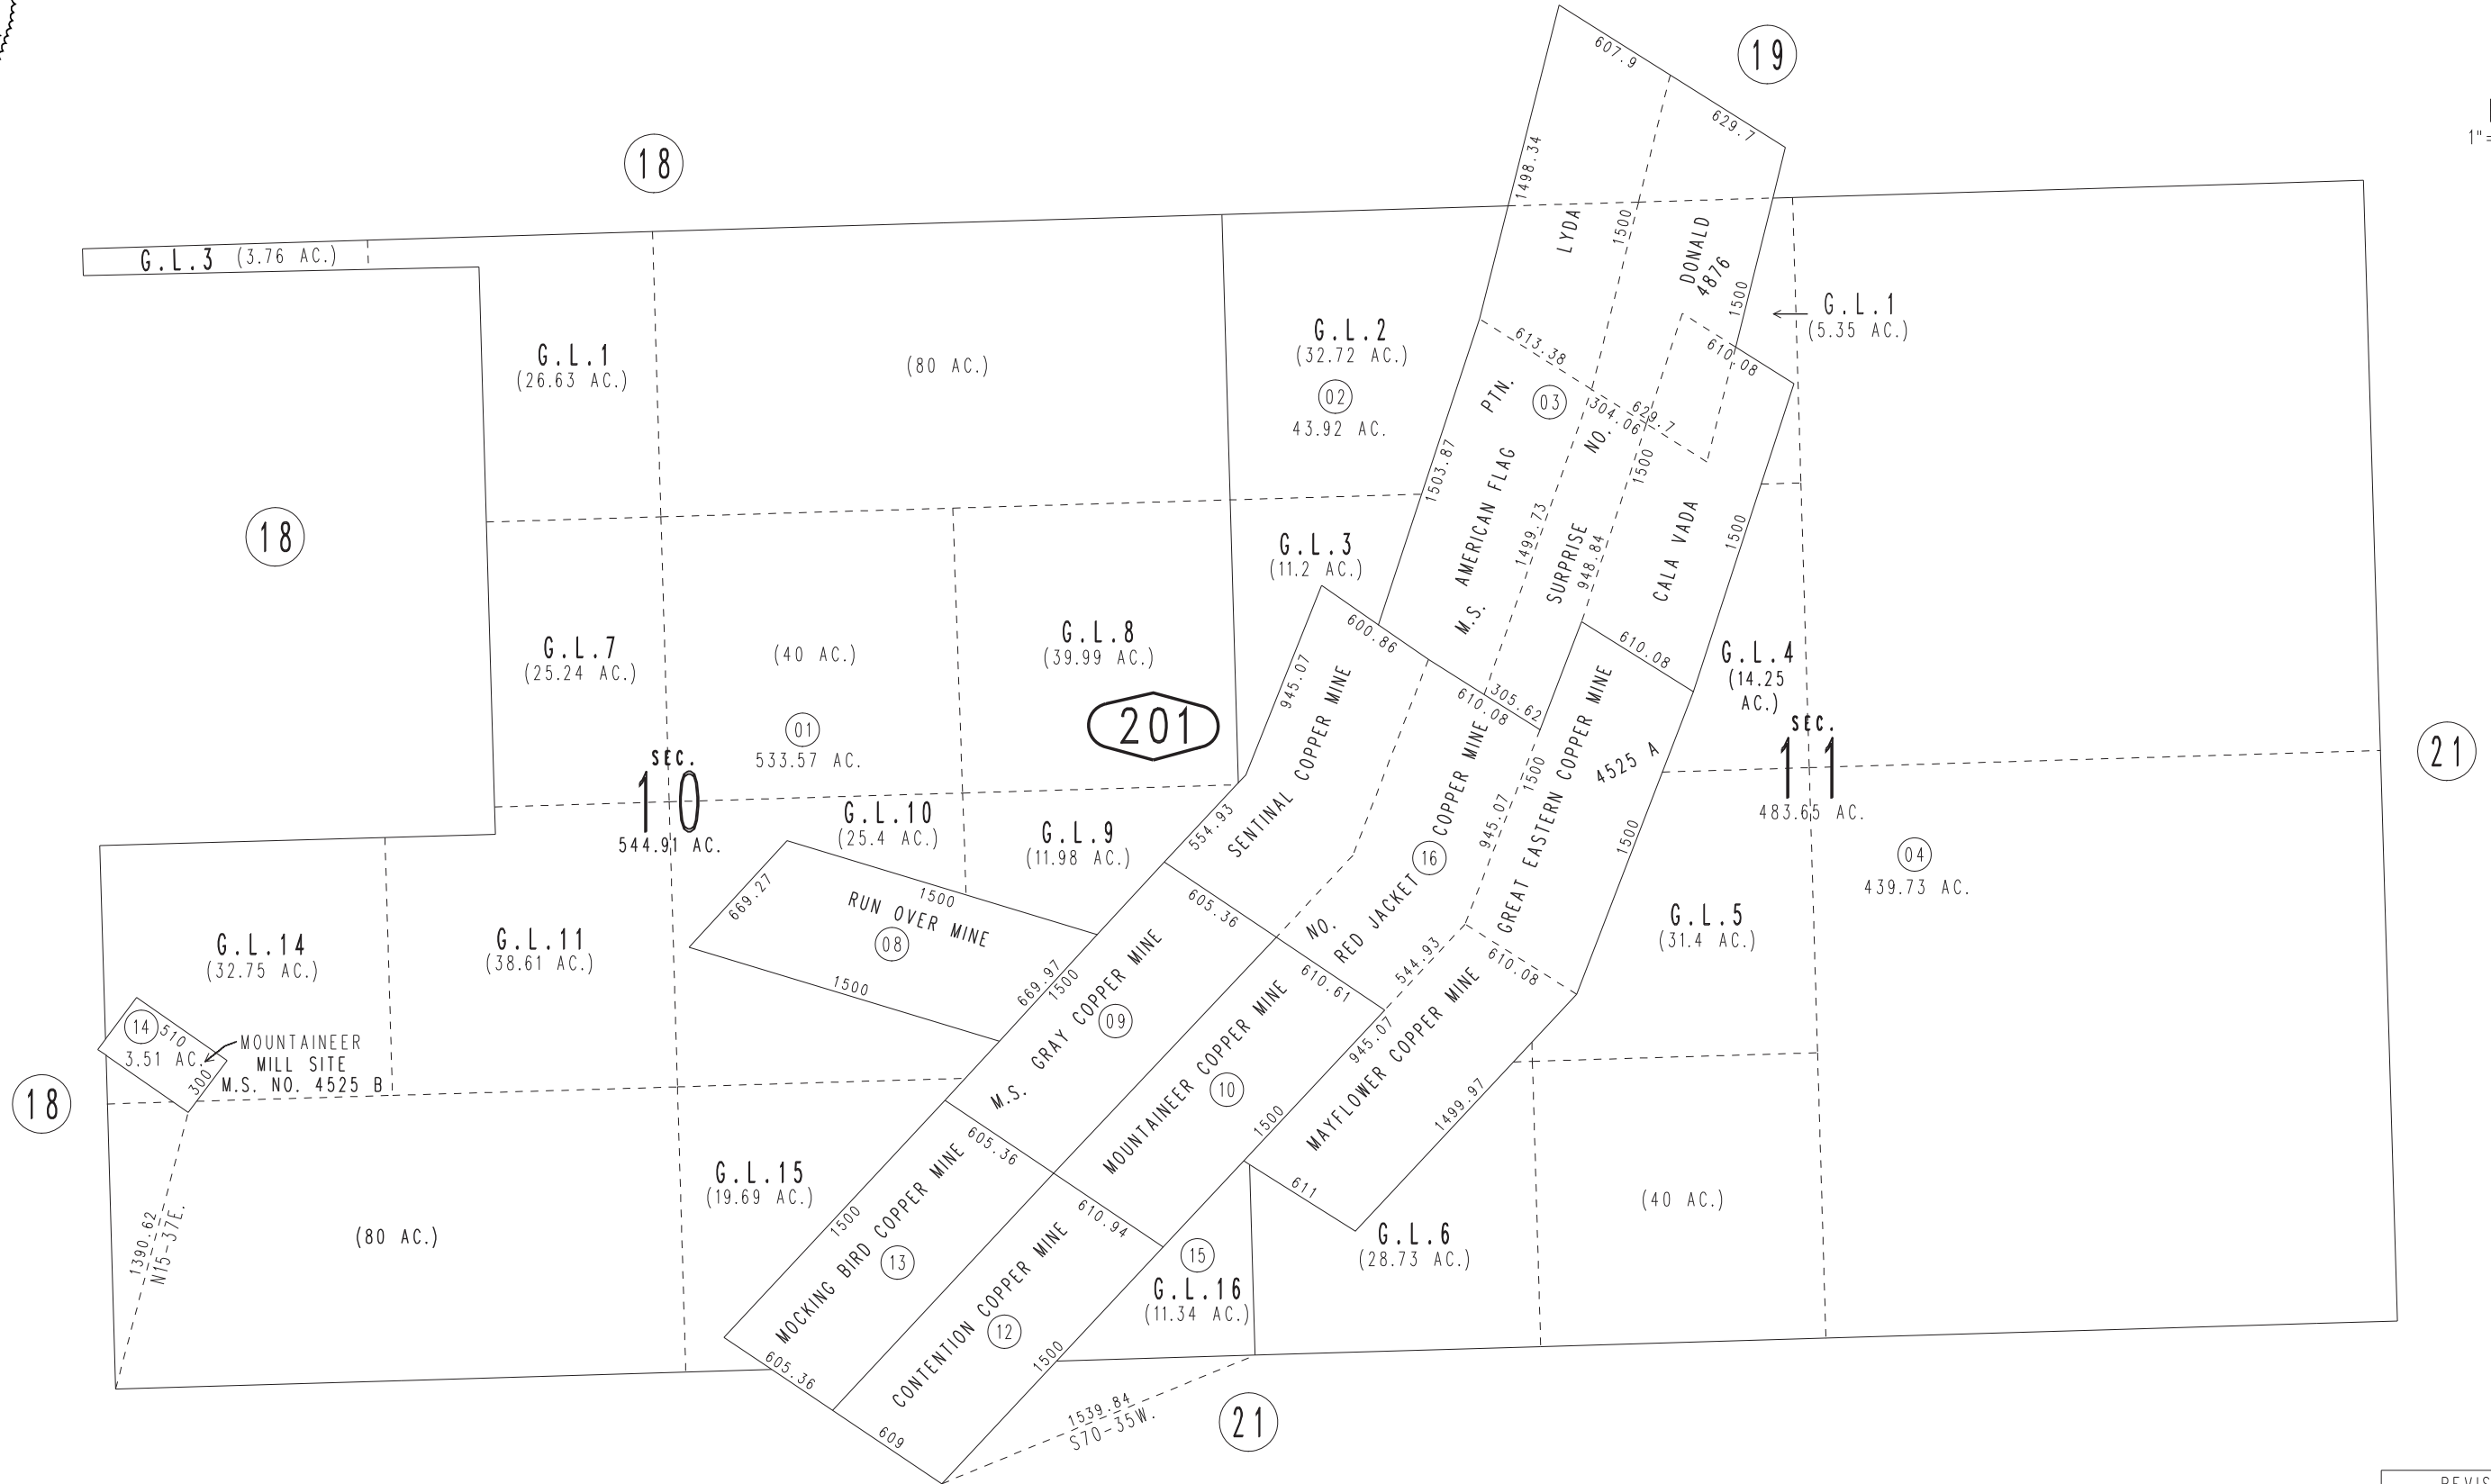 19
607.9
629.7
1"=
18
1498.34
LYDA
1500
DONALD
4876
1500
G.L.3 (3.76 AC.)
G.L.1
(5.35 AC.)
G.L.1
(26.63 AC.)
(80 AC.)
G.L.2
(32.72 AC.)
02
43.92 AC.
613.38
610.08
PTN.
03
304.06
629.7
NO.
1503.87
AMERICAN FLAG
M.S.
1499.73
SURPRISE
948.84
1500
CALA VADA
1500
18
G.L.3
(11.2 AC.)
G.L.7
(25.24 AC.)
(40 AC.)
G.L.8
(39.99 AC.)
600.86
610.08
G.L.4
(14.25
AC.)
945.07
SENTINAL COPPER MINE
305.62
610.08
201
01
533.57 AC.
SEC.
10
544.91 AC.
SEC.
11
483.65 AC.
21
4525 A
GREAT EASTERN COPPER MINE
1500
945.07
1500
RED JACKET COPPER MINE
16
NO.
G.L.10
(25.4 AC.)
G.L.9
(11.98 AC.)
554.93
04
439.73 AC.
669.27
1500
RUN OVER MINE
08
1500
605.36
610.61
544.93
610.08
G.L.5
(31.4 AC.)
G.L.14
(32.75 AC.)
G.L.11
(38.61 AC.)
669.97
1500
GRAY COPPER MINE
09
M.S.
MOUNTAINEER COPPER MINE
10
945.07
MAYFLOWER COPPER MINE
1500
1499.97
14
510
3.51 AC.
300
MOUNTAINEER
MILL SITE
M.S. NO. 4525 B
18
605.36
610.94
611
G.L.15
(19.69 AC.)
1500
MOCKING BIRD COPPER MINE
13
CONTENTION COPPER MINE
12
1500
15
G.L.16
(11.34 AC.)
G.L.6
(28.73 AC.)
(40 AC.)
1390.62
N15-37E.
(80 AC.)
605.36
609
1539.84
S70-35W.
21